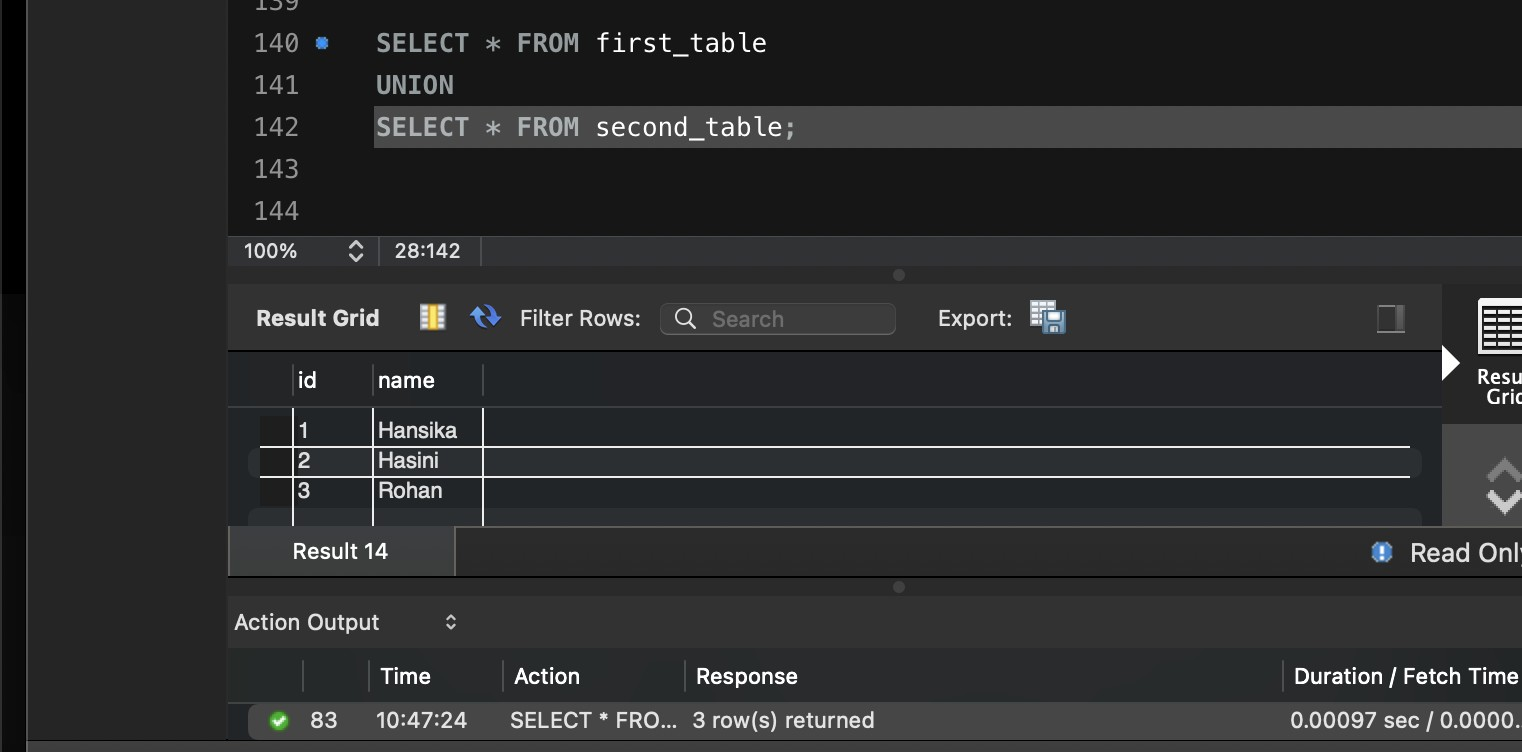 139
140 SELECT * FROM first_table
141 UNION
142 SELECT * FROM second_table;
143
144
100% 28:142
Result Grid Filter Rows: Search Export:
id name
1 Hansika
2 Hasini
3 Rohan
Resu
Grid
Result 14 Read Only
Action Output
Time Action Response Duration / Fetch Time
83 10:47:24 SELECT * FRO... 3 row(s) returned 0.00097 sec / 0.0000...